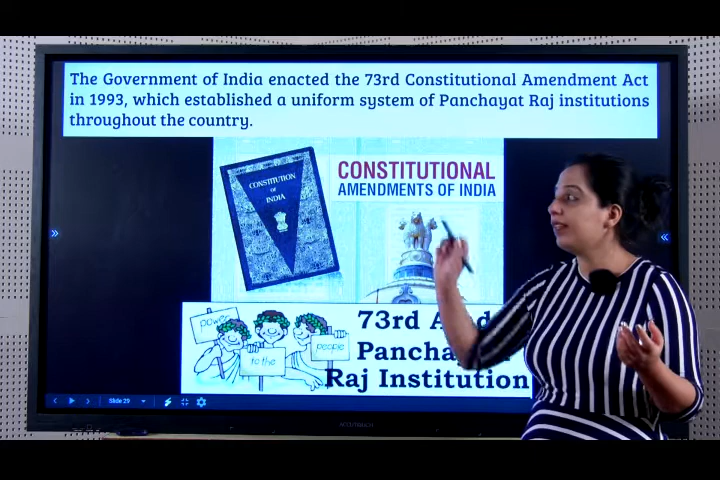 The Government of India enacted the 73rd Constitutional Amendment Act
in 1993, which established a uniform system of Panchayat Raj institutions
throughout the country.
CONSTITUTION
OF
INDIA
CONSTITUTIONAL
AMENDMENTS OF INDIA
power
to the
people
73rd
Raj Institution
Slide 29